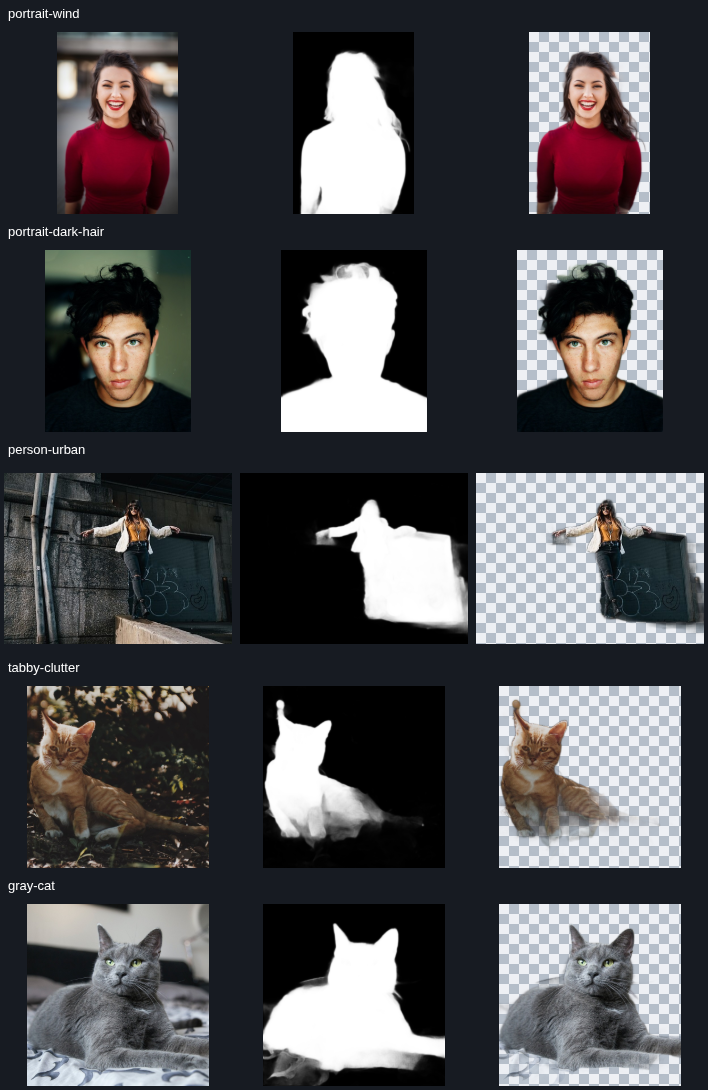 portrait-wind
portrait-dark-hair
person-urban
tabby-clutter
gray-cat